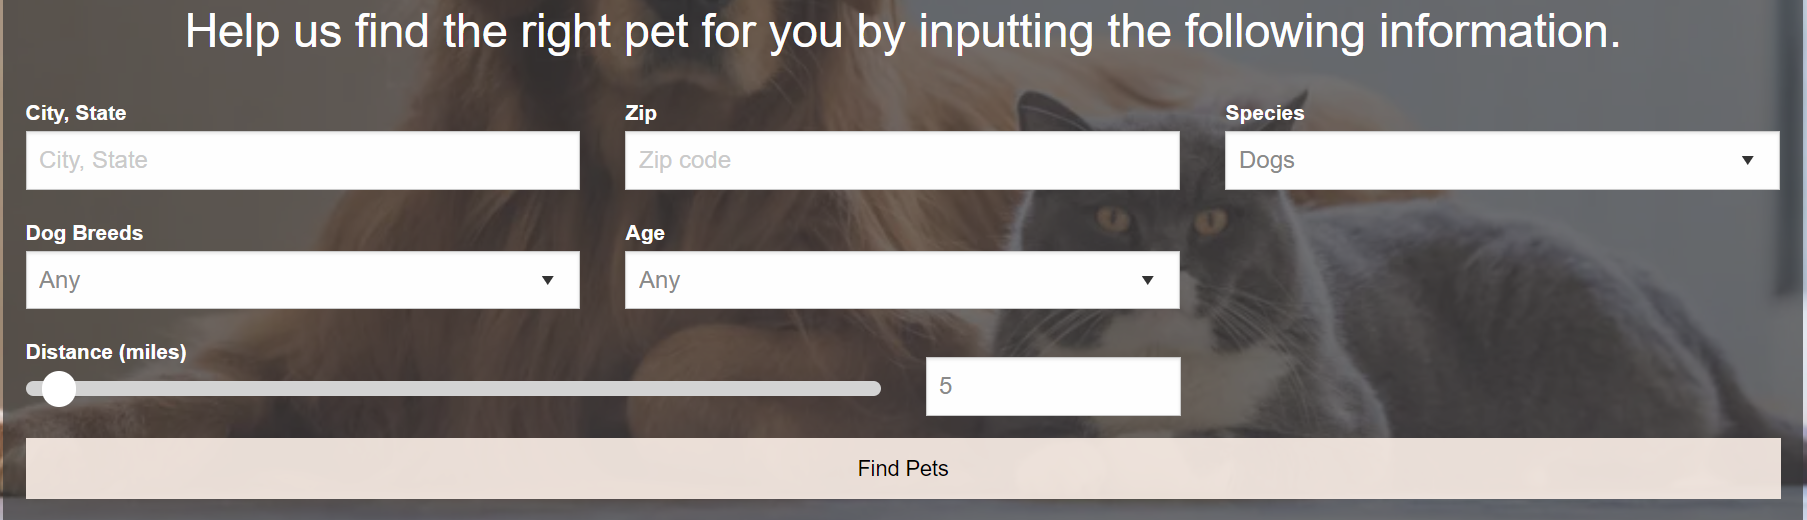 Help us find the right pet for you by inputting the following information.
City, State
Zip
Species
City, State
Zip code
Dogs
Dog Breeds
Age
Any
Any
Distance (miles)
5
Find Pets